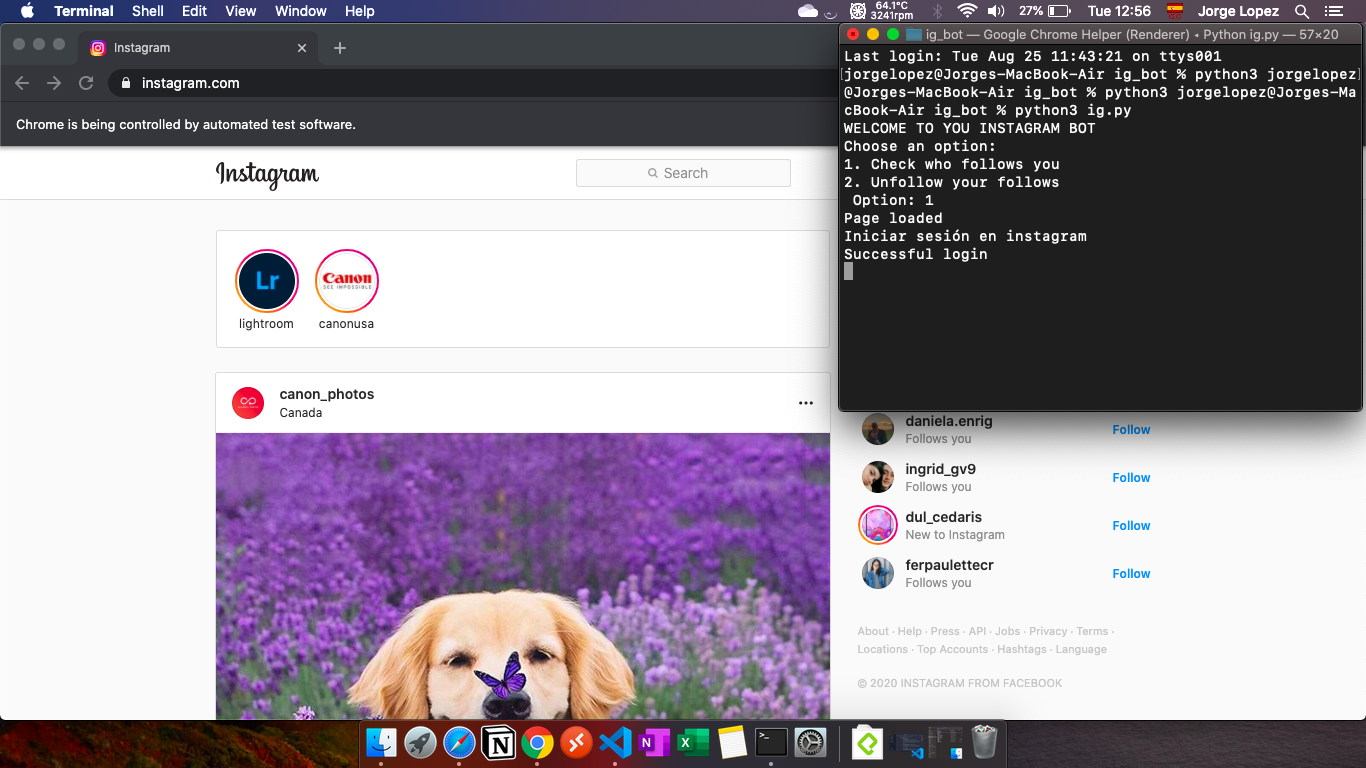 Terminal Shell Edit View Window Help
64.1°C
3241rpm
27%
Tue 12:56
Jorge Lopez
Instagram
instagram.com
Chrome is being controlled by automated test software.
Instagram
Search
Lr
lightroom
Canon
SEE IMPOSSIBLE
canonusa
canon_photos
Canada
ig_bot — Google Chrome Helper (Renderer) ◂ Python ig.py — 57×20
Last login: Tue Aug 25 11:43:21 on ttys001
[jorgelopez@Jorges-MacBook-Air ig_bot % python3 jorgelopez]
@Jorges-MacBook-Air ig_bot % python3 jorgelopez@Jorges-Ma
cBook-Air ig_bot % python3 ig.py
WELCOME TO YOU INSTAGRAM BOT
Choose an option:
1. Check who follows you
2. Unfollow your follows
Option: 1
Page loaded
Iniciar sesión en instagram
Successful login
daniela.enrig
Follows you
Follow
ingrid_gv9
Follows you
Follow
dul_cedaris
New to Instagram
Follow
ferpaulettecr
Follows you
Follow
About · Help · Press · API · Jobs · Privacy · Terms ·
Locations · Top Accounts · Hashtags · Language
© 2020 INSTAGRAM FROM FACEBOOK